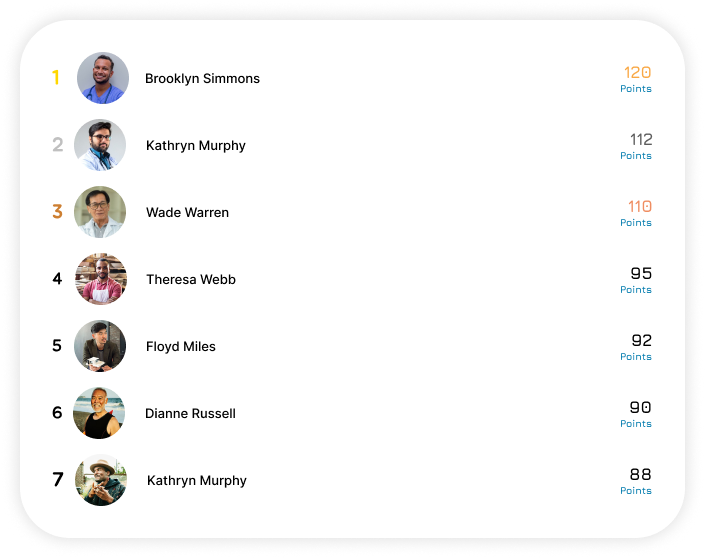 1 Brooklyn Simmons 120
Points
2 Kathryn Murphy 112
Points
3 Wade Warren 110
Points
4 Theresa Webb 95
Points
5 Floyd Miles 92
Points
6 Dianne Russell 90
Points
7 Kathryn Murphy 88
Points